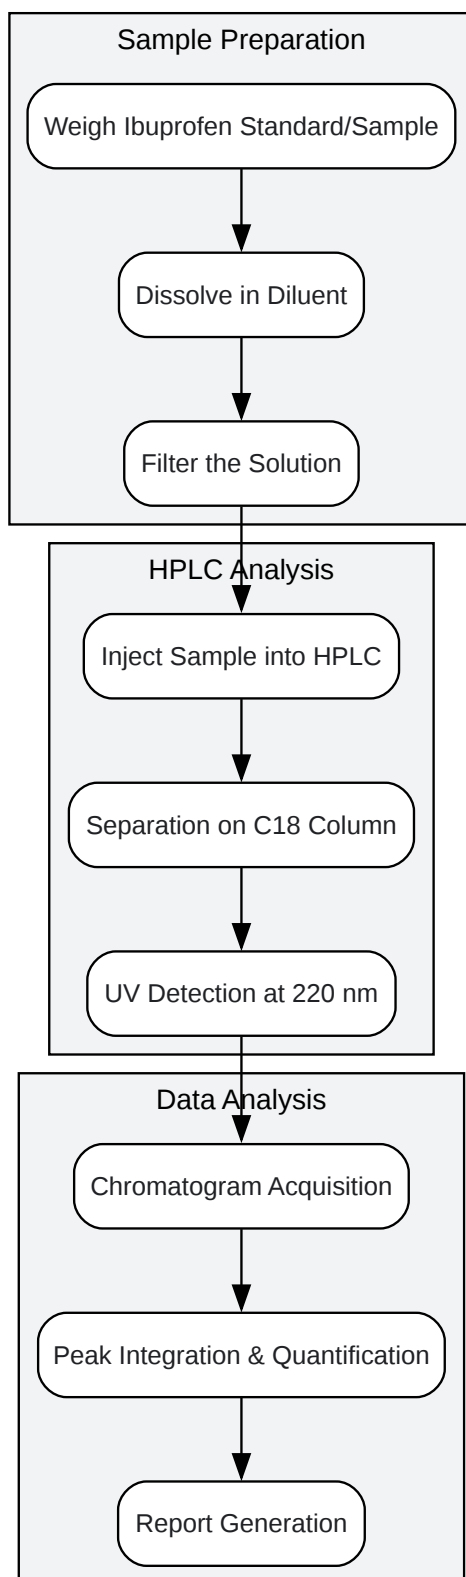 Sample Preparation
Weigh Ibuprofen Standard/Sample
Dissolve in Diluent
Filter the Solution
HPLC Analysis
Inject Sample into HPLC
Separation on C18 Column
UV Detection at 220 nm
Data Analysis
Chromatogram Acquisition
Peak Integration & Quantification
Report Generation